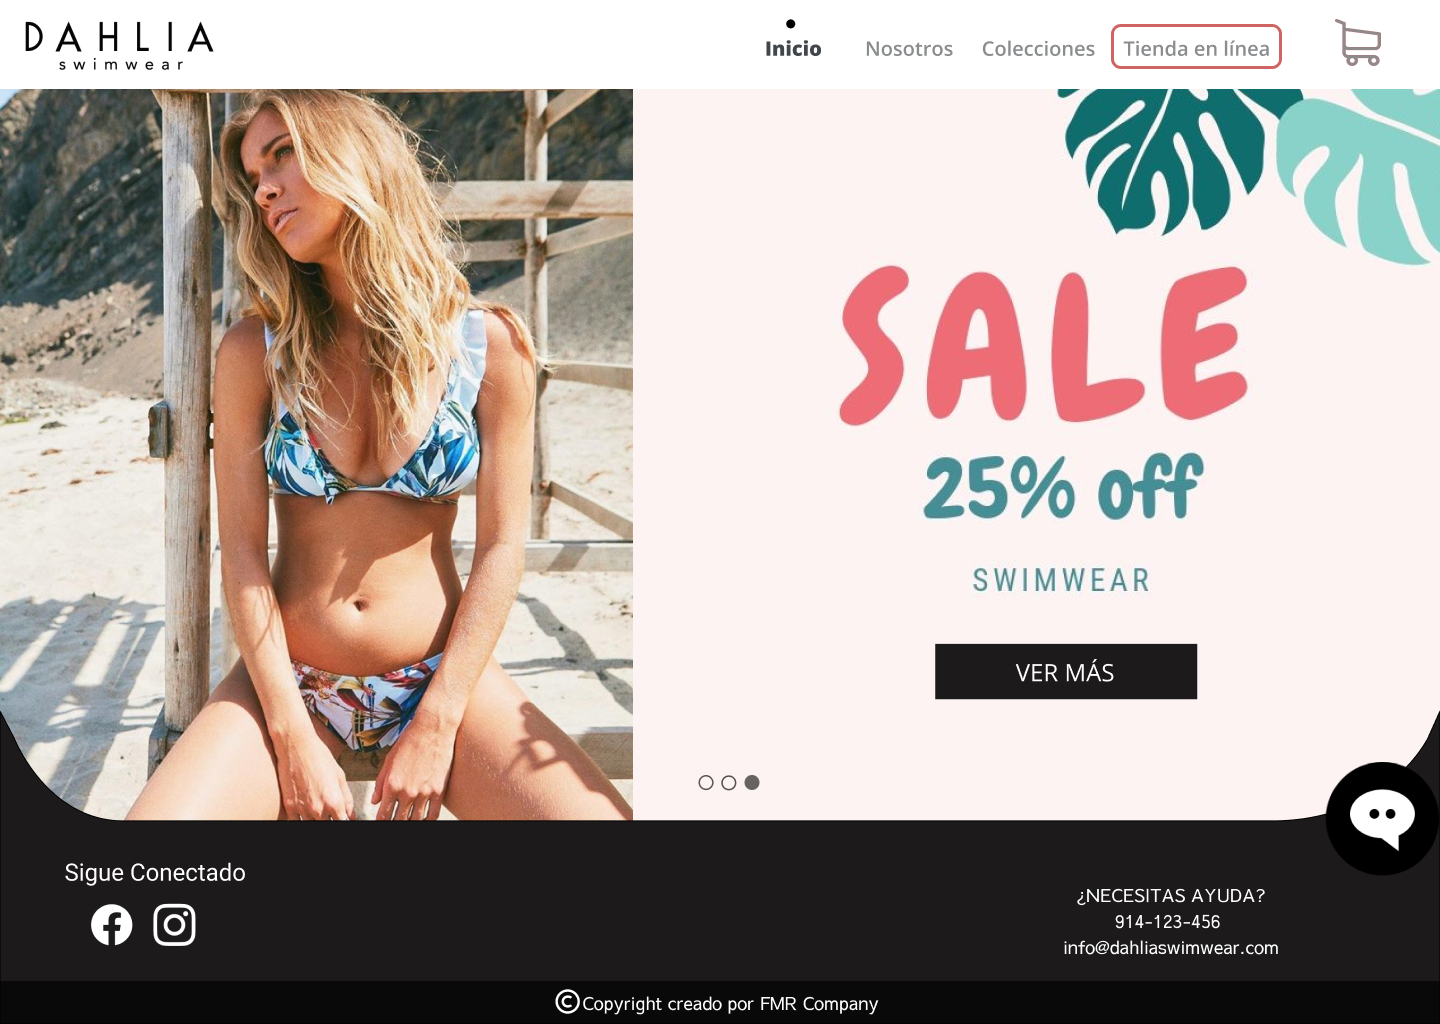 DAHLIA
swimwear
Inicio
Nosotros
Colecciones
Tienda en línea
SALE
25% off
SWIMWEAR
VER MÁS
Sigue Conectado
¿NECESITAS AYUDA?
914-123-456
info@dahliaswimwear.com
©Copyright creado por FMR Company